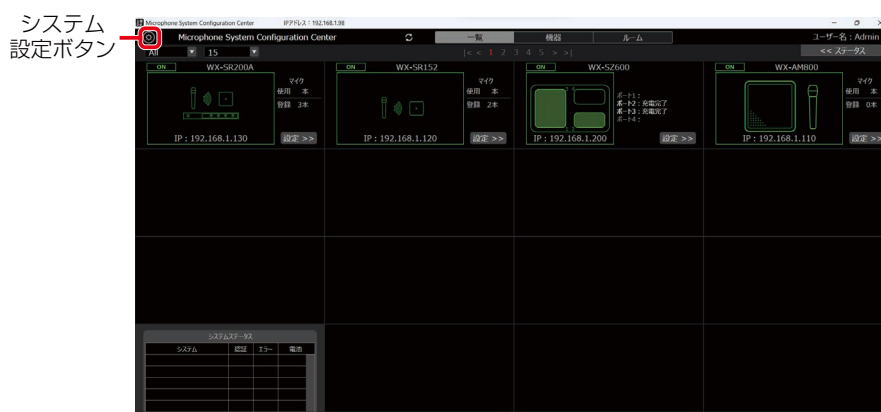 システム
設定ボタン
Microphone System Configuration Center IPアドレス：192.168.1.98
Microphone System Configuration Center 一覧 機器 ルーム ユーザー名：Admin
All 15 |< < 1 2 3 4 5 > >| << ステータス
ON WX-SR200A
マイク
使用 本
登録 3本
IP : 192.168.1.130 設定 >>
ON WX-SR152
マイク
使用 本
登録 2本
IP : 192.168.1.120 設定 >>
ON WX-SZ600
ポート1 :
ポート2 : 充電完了
ポート3 : 充電完了
ポート4 :
IP : 192.168.1.200 設定 >>
ON WX-AM800
マイク
使用 本
登録 0本
IP : 192.168.1.110 設定 >>
システムステータス
システム 認証 エラー 電池